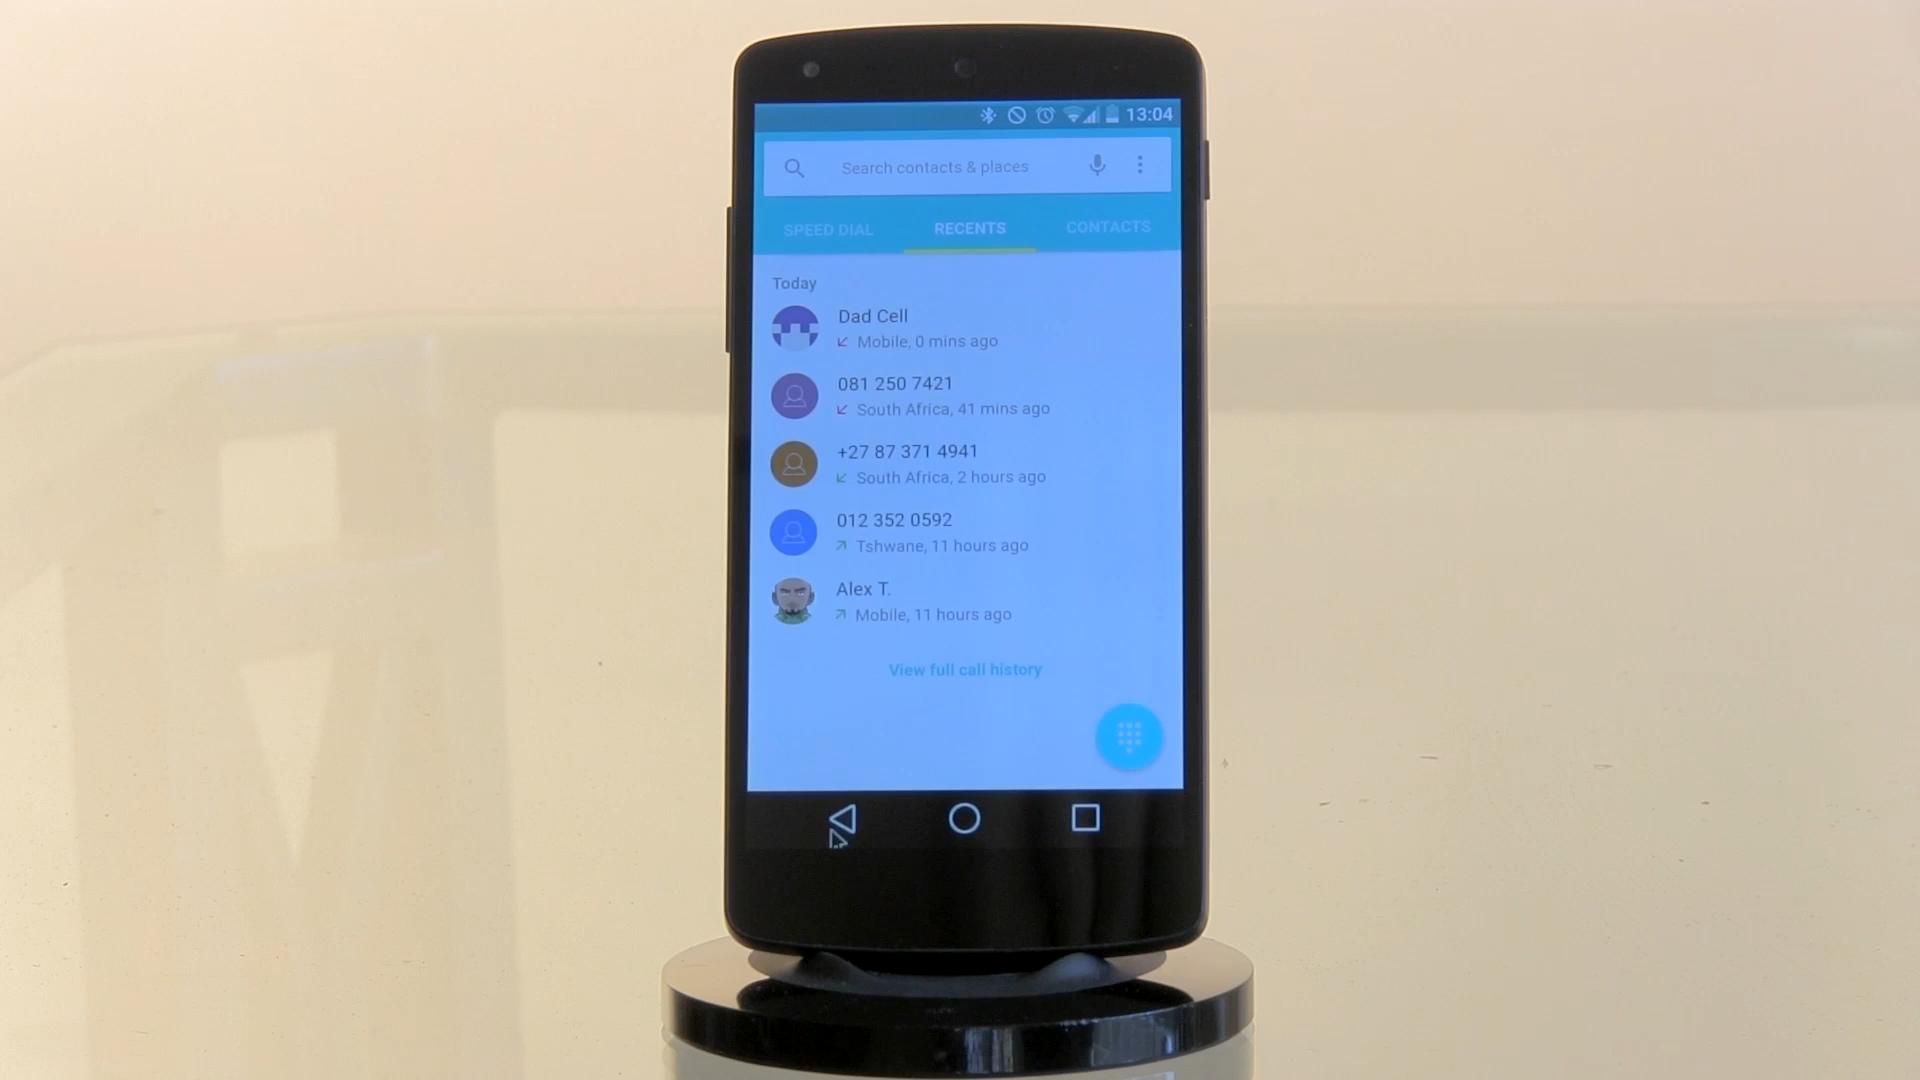 13:04
Search contacts & places
SPEED DIAL RECENTS CONTACTS
Today
Dad Cell
Mobile, 0 mins ago
081 250 7421
South Africa, 41 mins ago
+27 87 371 4941
South Africa, 2 hours ago
012 352 0592
Tshwane, 11 hours ago
Alex T.
Mobile, 11 hours ago
View full call history